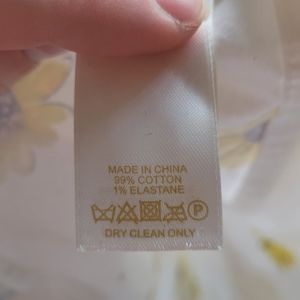 MADE IN CHINA
99% COTTON
1% ELASTANE
P
DRY CLEAN ONLY